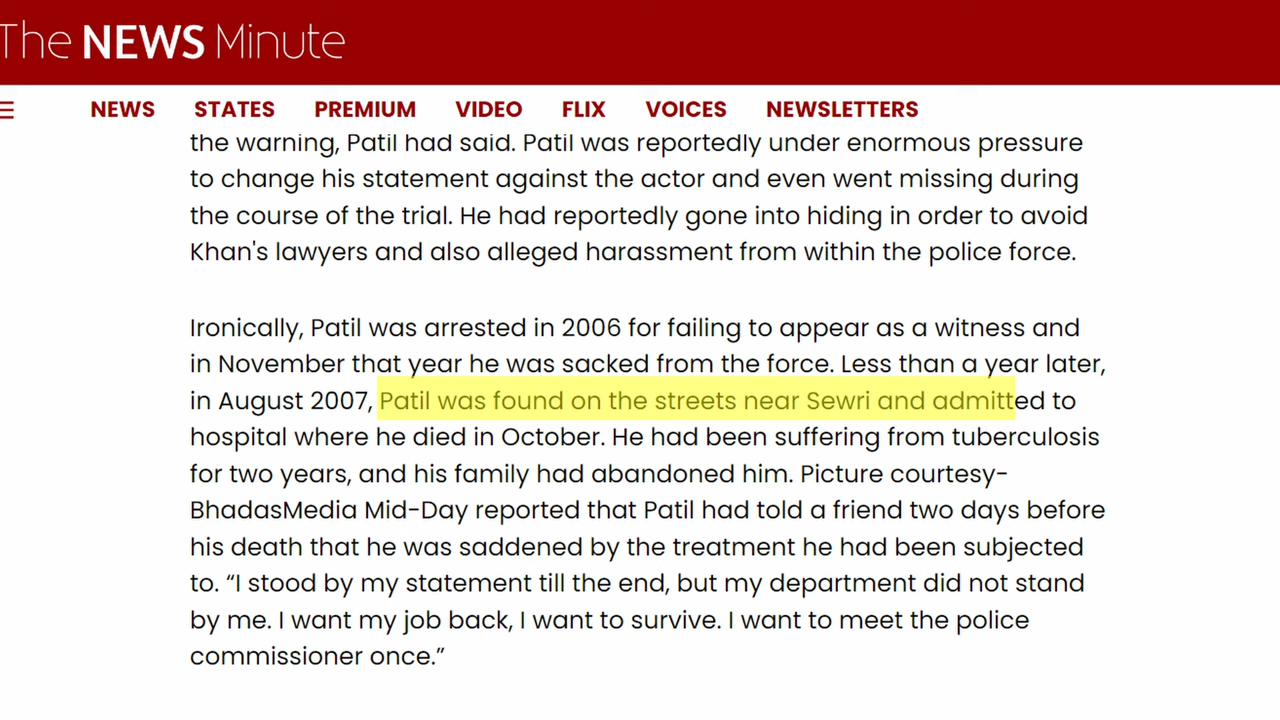 The NEWS Minute
NEWS STATES PREMIUM VIDEO FLIX VOICES NEWSLETTERS
the warning, Patil had said. Patil was reportedly under enormous pressure
to change his statement against the actor and even went missing during
the course of the trial. He had reportedly gone into hiding in order to avoid
Khan's lawyers and also alleged harassment from within the police force.
Ironically, Patil was arrested in 2006 for failing to appear as a witness and
in November that year he was sacked from the force. Less than a year later,
in August 2007, Patil was found on the streets near Sewri and admitted to
hospital where he died in October. He had been suffering from tuberculosis
for two years, and his family had abandoned him. Picture courtesy-
BhadasMedia Mid-Day reported that Patil had told a friend two days before
his death that he was saddened by the treatment he had been subjected
to. “I stood by my statement till the end, but my department did not stand
by me. I want my job back, I want to survive. I want to meet the police
commissioner once.”